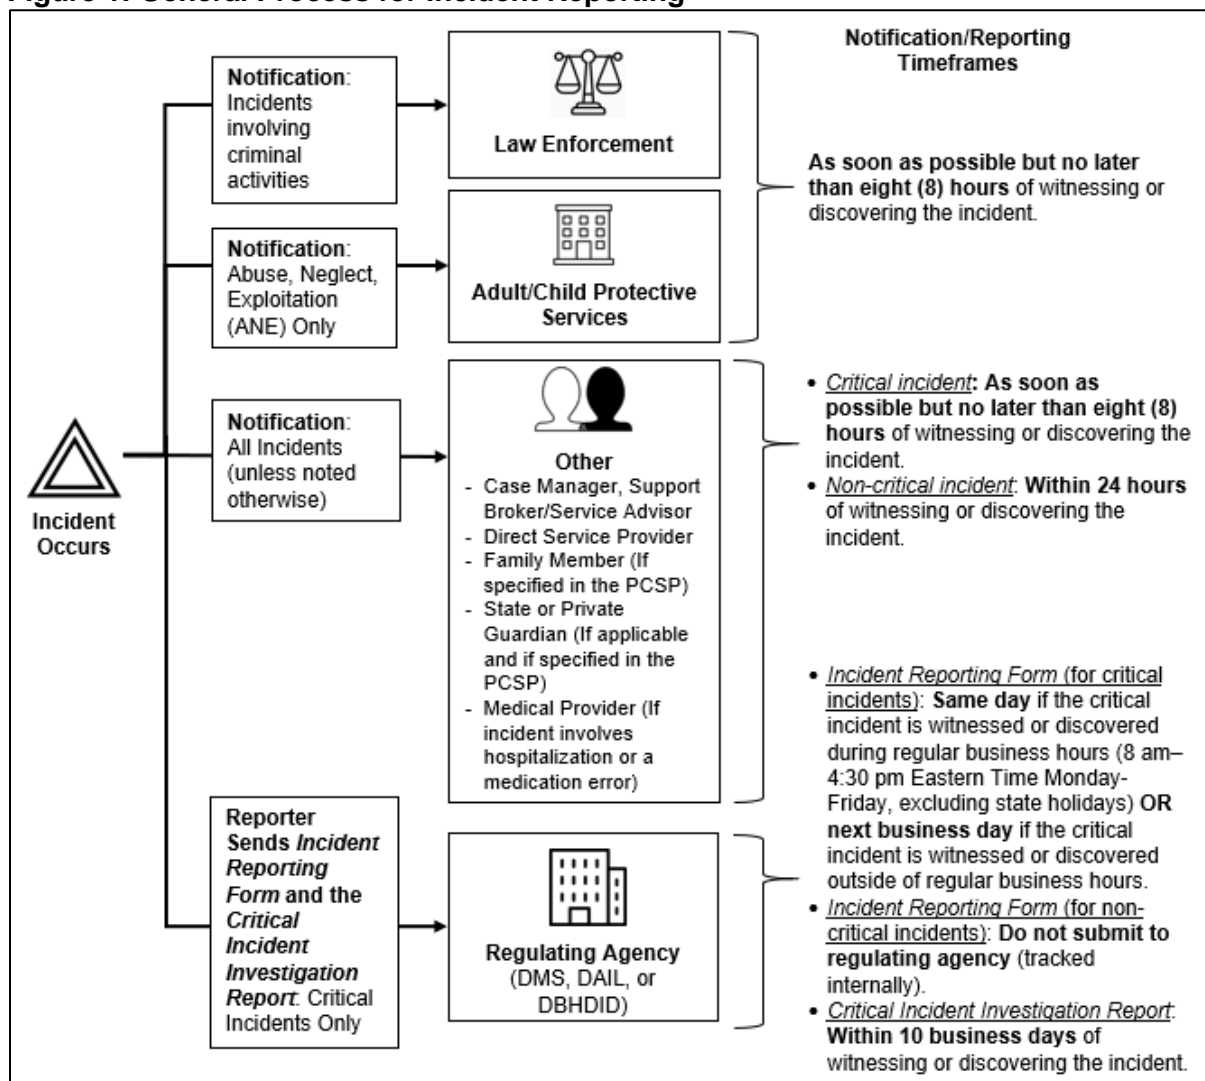 Figure 1: General Process for Incident Reporting
Notification/Reporting
Timeframes
Notification:
Incidents
involving
criminal
activities
Law Enforcement
As soon as possible but no later
than eight (8) hours of witnessing or
discovering the incident.
Notification:
Abuse, Neglect,
Exploitation
(ANE) Only
Adult/Child Protective
Services
Incident
Occurs
Notification:
All Incidents
(unless noted
otherwise)
Other
- Case Manager, Support
Broker/Service Advisor
- Direct Service Provider
- Family Member (If
specified in the PCSP)
- State or Private
Guardian (If applicable
and if specified in the
PCSP)
- Medical Provider (If
incident involves
hospitalization or a
medication error)
• Critical incident: As soon as
possible but no later than eight (8)
hours of witnessing or discovering the
incident.
• Non-critical incident: Within 24 hours
of witnessing or discovering the
incident.
Reporter
Sends Incident
Reporting
Form and the
Critical
Incident
Investigation
Report: Critical
Incidents Only
Regulating Agency
(DMS, DAIL, or
DBHDID)
• Incident Reporting Form (for critical
incidents): Same day if the critical
incident is witnessed or discovered
during regular business hours (8 am–
4:30 pm Eastern Time Monday-
Friday, excluding state holidays) OR
next business day if the critical
incident is witnessed or discovered
outside of regular business hours.
• Incident Reporting Form (for non-
critical incidents): Do not submit to
regulating agency (tracked
internally).
• Critical Incident Investigation Report:
Within 10 business days of
witnessing or discovering the incident.